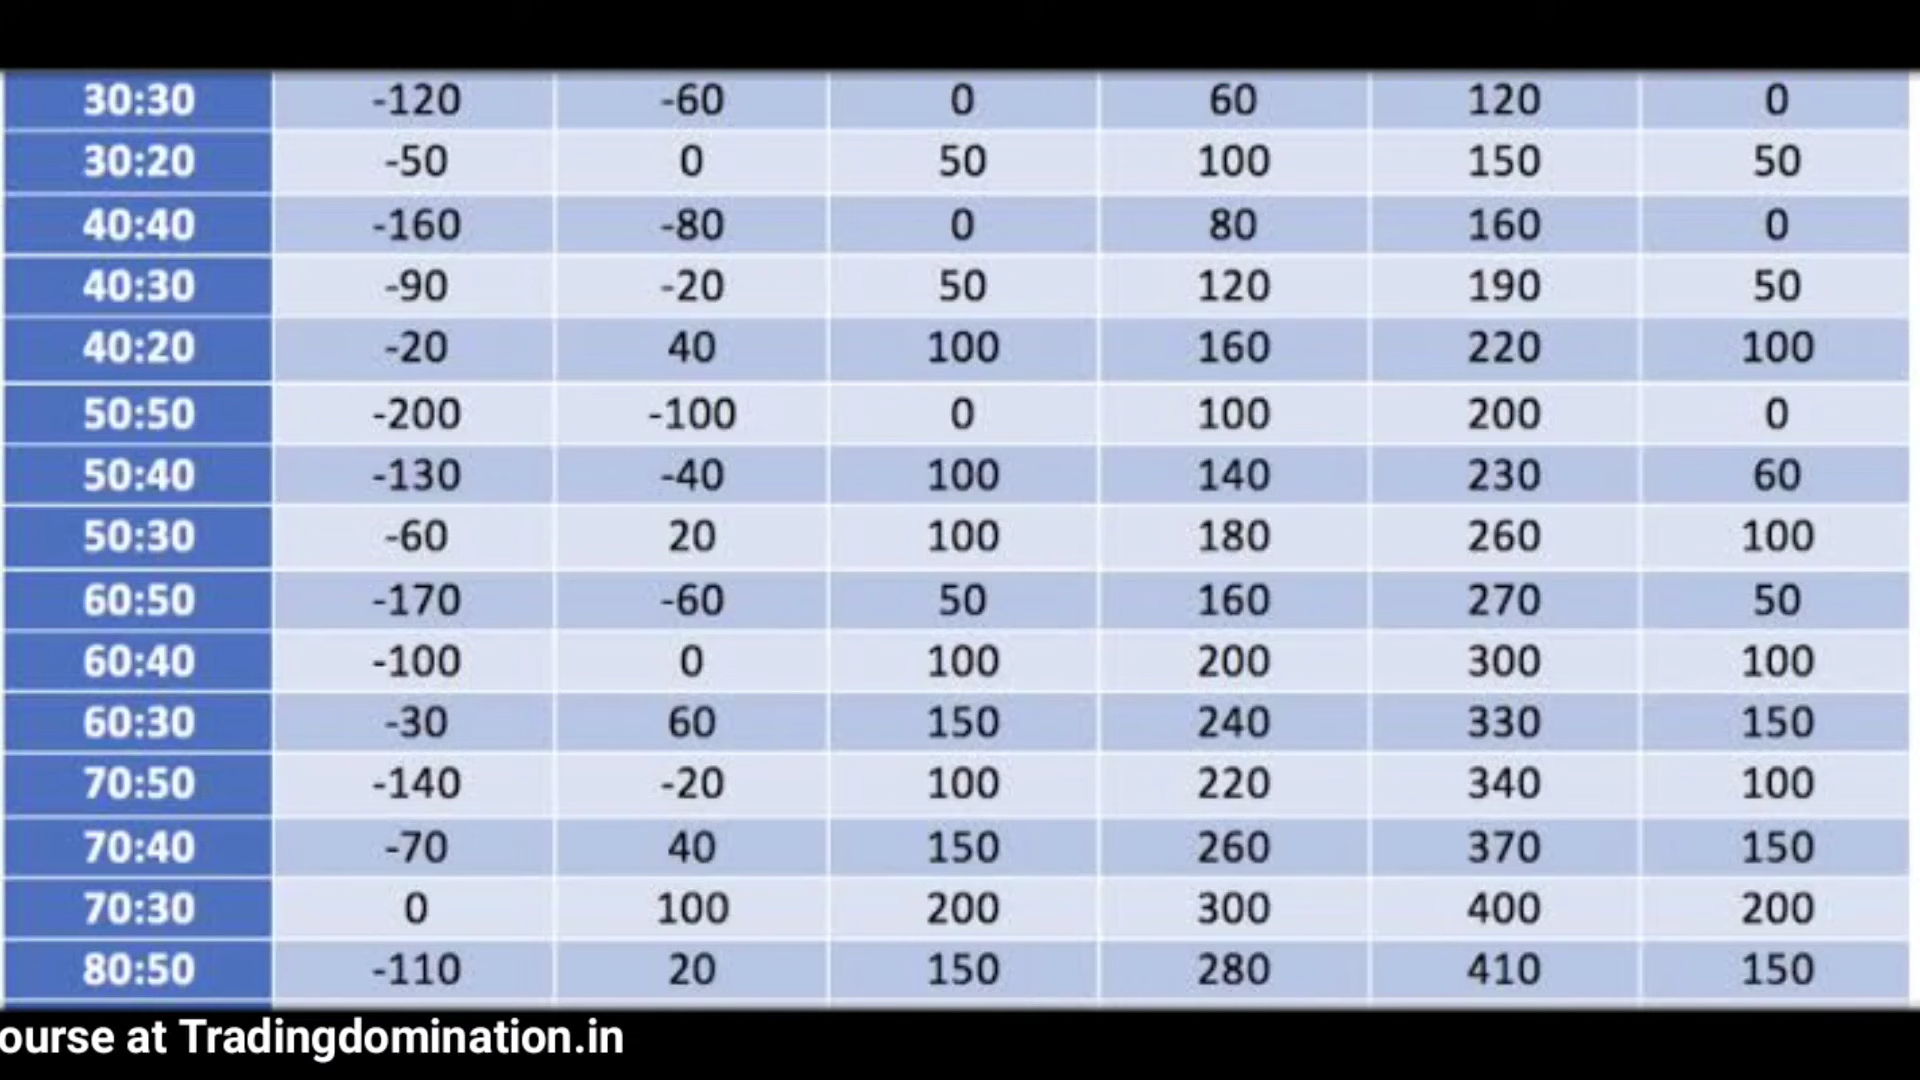 30:30 -120 -60 0 60 120 0
30:20 -50 0 50 100 150 50
40:40 -160 -80 0 80 160 0
40:30 -90 -20 50 120 190 50
40:20 -20 40 100 160 220 100
50:50 -200 -100 0 100 200 0
50:40 -130 -40 100 140 230 60
50:30 -60 20 100 180 260 100
60:50 -170 -60 50 160 270 50
60:40 -100 0 100 200 300 100
60:30 -30 60 150 240 330 150
70:50 -140 -20 100 220 340 100
70:40 -70 40 150 260 370 150
70:30 0 100 200 300 400 200
80:50 -110 20 150 280 410 150
ourse at Tradingdomination.in